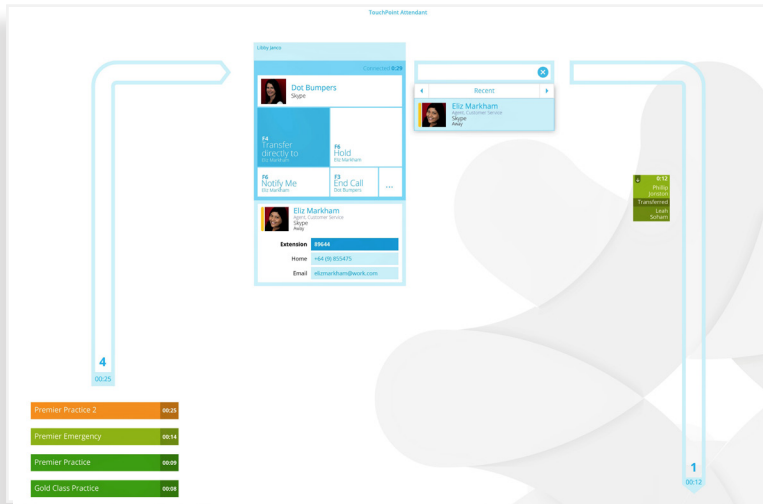 TouchPoint Attendant
Libby Janco
Connected 0:29
Dot Bumpers
Skype
F4
Transfer
directly to
Eliz Markham
F6
Hold
Eliz Markham
F6
Notify Me
Eliz Markham
F3
End Call
Dot Bumpers
...
Eliz Markham
Agent, Customer Service
Skype
Away
Extension 89644
Home +64 (9) 855475
Email elizmarkham@work.com
Recent
Eliz Markham
Agent, Customer Service
Skype
Away
0:12
Phillip
Jonston
Transferred
Leah
Soham
4
00:25
Premier Practice 2 00:25
Premier Emergency 00:14
Premier Practice 00:09
Gold Class Practice 00:08
1
00:12